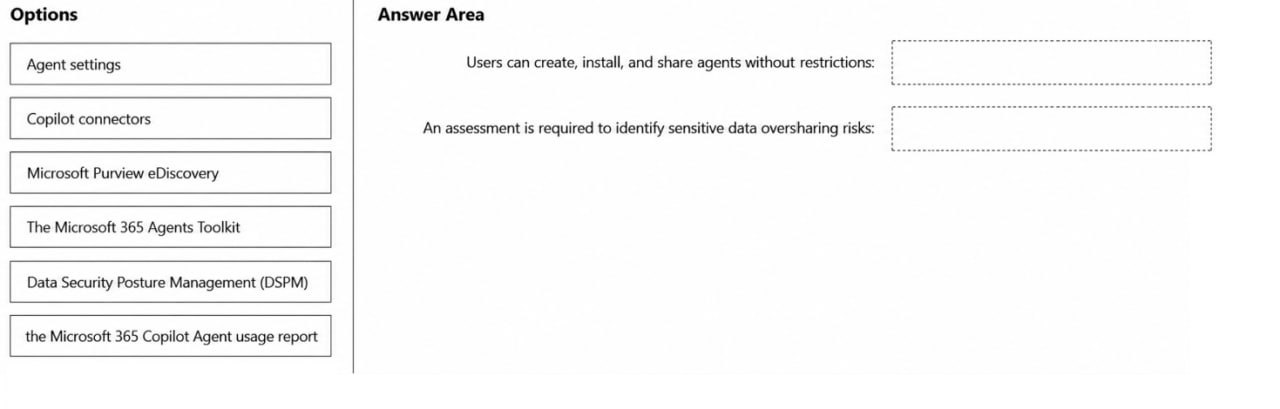 Options
Agent settings
Copilot connectors
Microsoft Purview eDiscovery
The Microsoft 365 Agents Toolkit
Data Security Posture Management (DSPM)
the Microsoft 365 Copilot Agent usage report
Answer Area
Users can create, install, and share agents without restrictions:
An assessment is required to identify sensitive data oversharing risks: